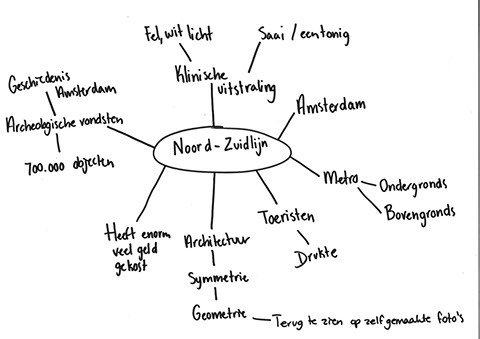 Fel, wit licht
Saai / eentonig
Klinische
uitstraling
Geschiedenis
Amsterdam
Archeologische vondsten
700.000 objecten
Amsterdam
Noord-Zuidlijn
Metro
Ondergronds
Bovengronds
Toeristen
Drukte
Heeft enorm
veel geld
gekost
Architectuur
Symmetrie
Geometrie
Terug te zien op zelfgemaakte foto's